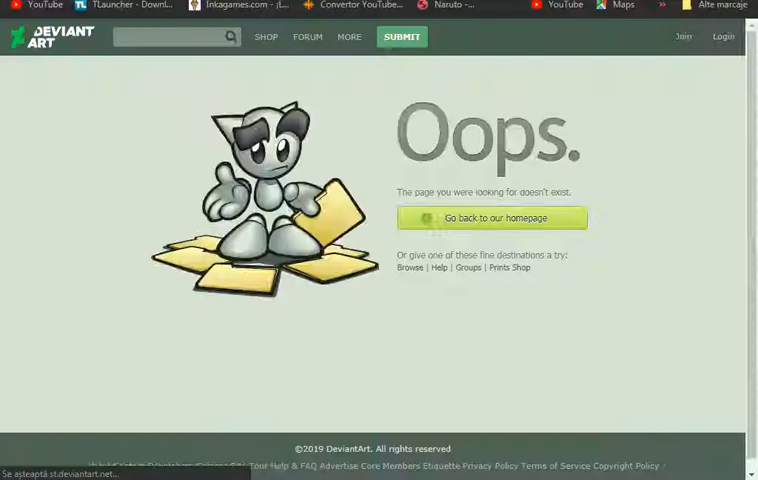 YouTube TLauncher - Downl... Inkagames.com - ¡L... Convertor YouTube... Naruto -... YouTube Maps » Alte marcaje
DEVIANT ART SHOP FORUM MORE SUBMIT Join Login
Oops.
The page you were looking for doesn't exist.
Go back to our homepage
Or give one of these fine destinations a try:
Browse | Help | Groups | Prints Shop
©2019 DeviantArt. All rights reserved
Tour Help & FAQ Advertise Core Members Etiquette Privacy Policy Terms of Service Copyright Policy
Se așteaptă st.deviantart.net...